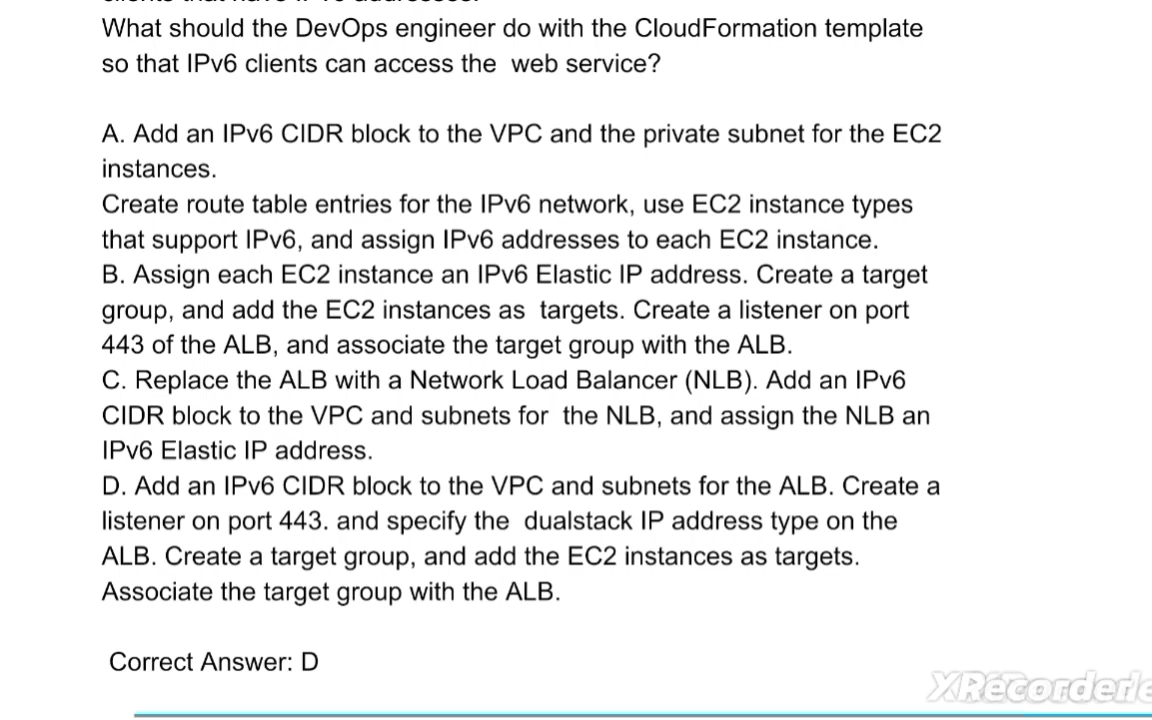 What should the DevOps engineer do with the CloudFormation template
so that IPv6 clients can access the  web service?
A. Add an IPv6 CIDR block to the VPC and the private subnet for the EC2
instances.
Create route table entries for the IPv6 network, use EC2 instance types
that support IPv6, and assign IPv6 addresses to each EC2 instance.
B. Assign each EC2 instance an IPv6 Elastic IP address. Create a target
group, and add the EC2 instances as  targets. Create a listener on port
443 of the ALB, and associate the target group with the ALB.
C. Replace the ALB with a Network Load Balancer (NLB). Add an IPv6
CIDR block to the VPC and subnets for  the NLB, and assign the NLB an
IPv6 Elastic IP address.
D. Add an IPv6 CIDR block to the VPC and subnets for the ALB. Create a
listener on port 443. and specify the  dualstack IP address type on the
ALB. Create a target group, and add the EC2 instances as targets.
Associate the target group with the ALB.
Correct Answer: D